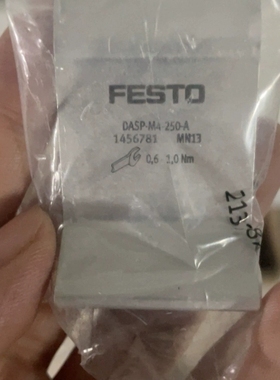 FESTO
DASP-M4-250-A
1456781 MN13
0,6 1,0 Nm